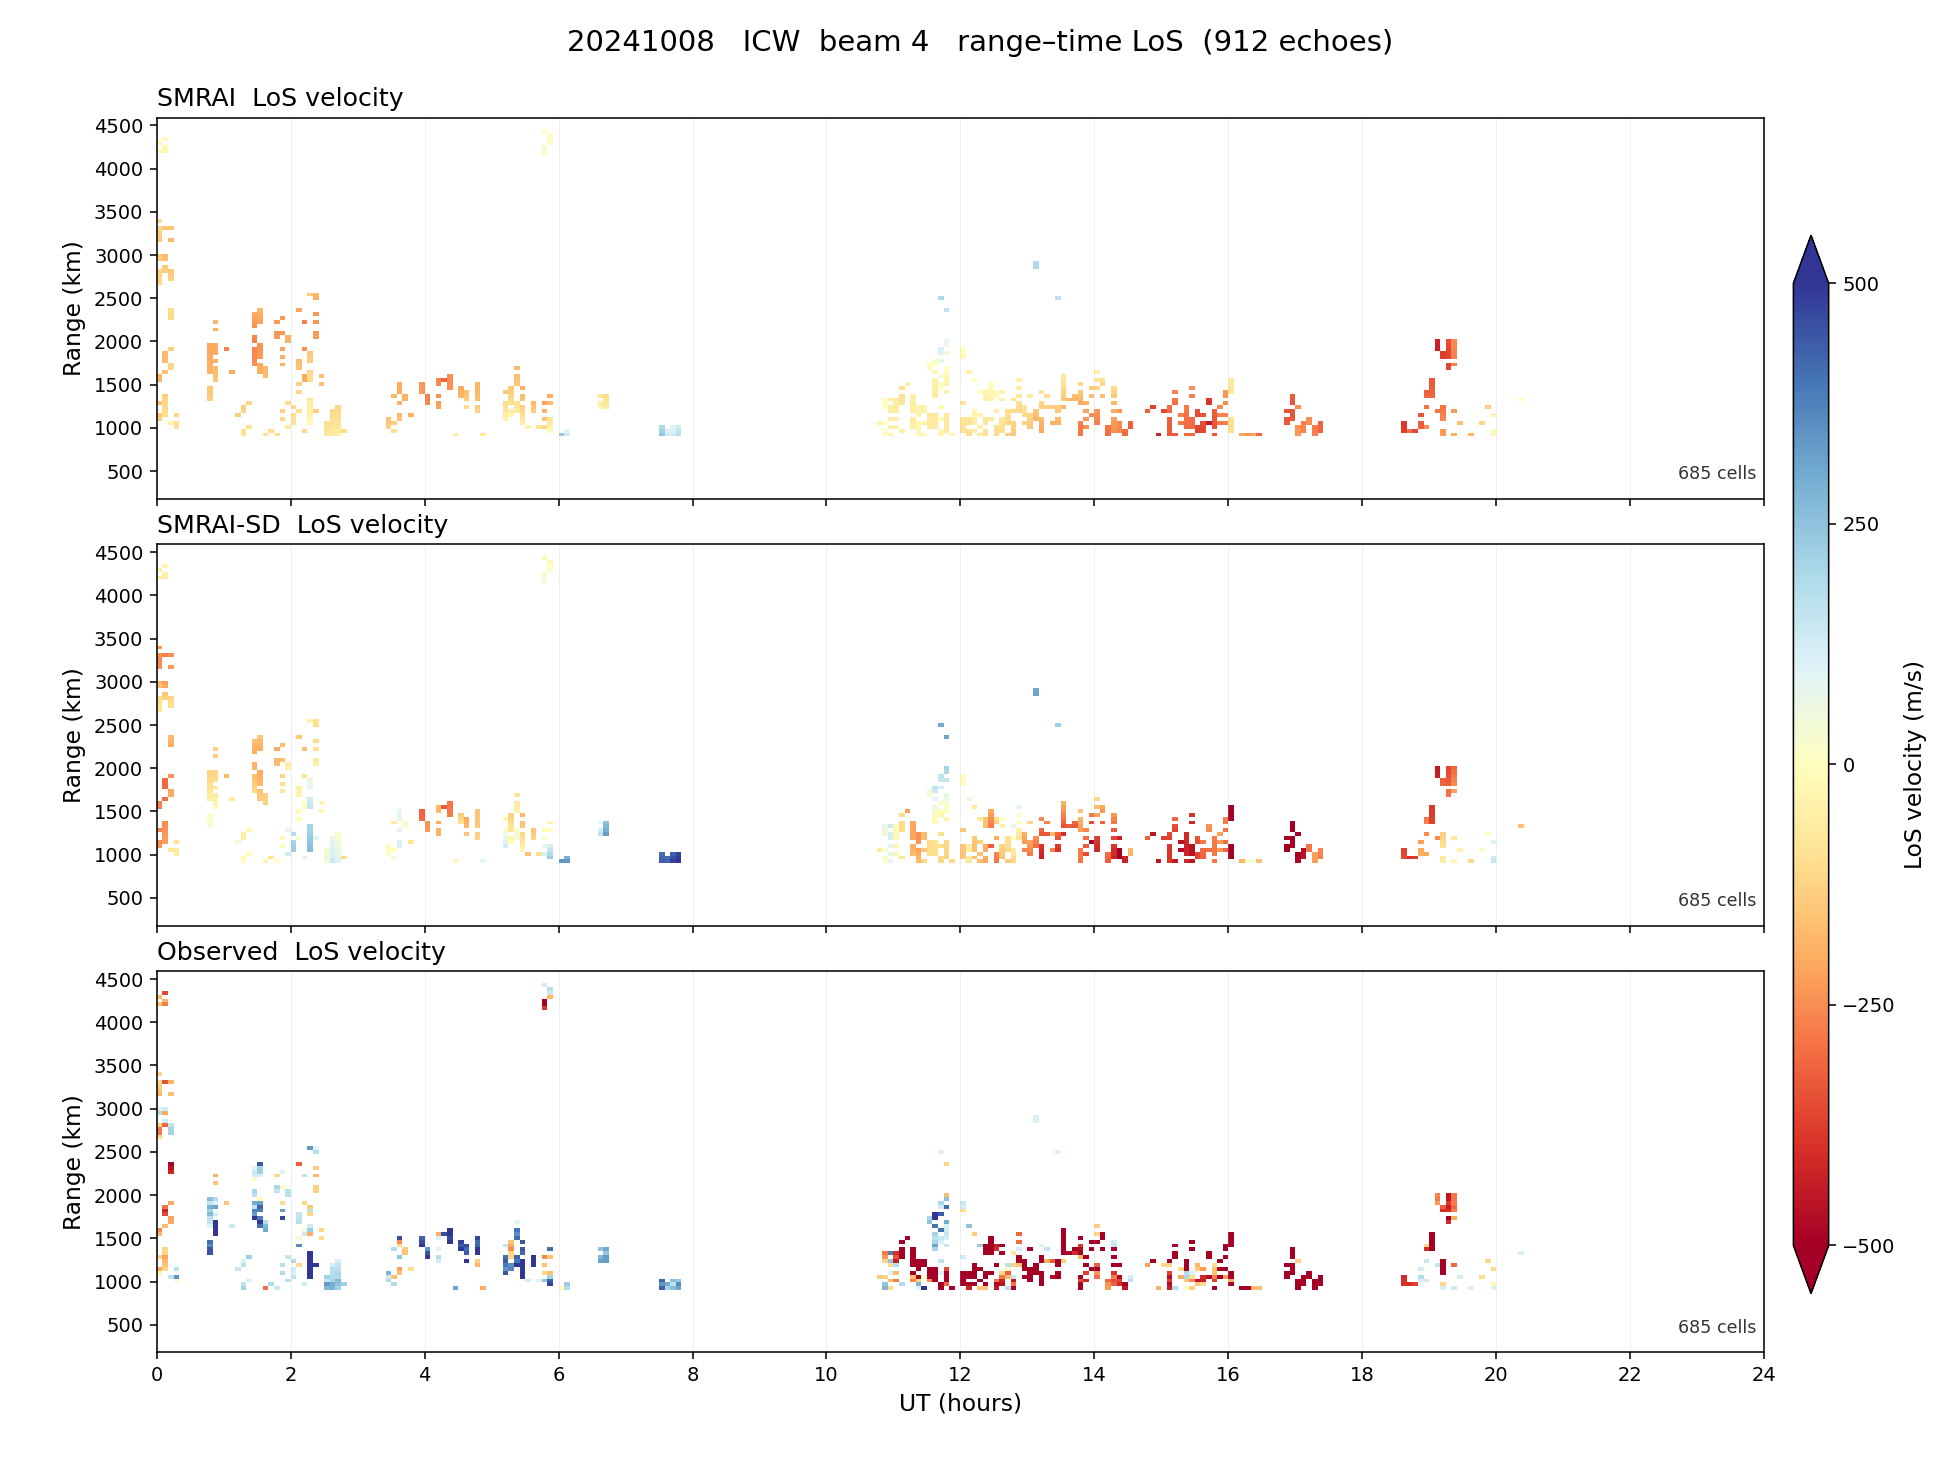 20241008   ICW  beam 4   range–time LoS  (912 echoes)
SMRAI  LoS velocity
4500
4000
3500
3000
2500
2000
1500
1000
500
Range (km)
685 cells
SMRAI-SD  LoS velocity
4500
4000
3500
3000
2500
2000
1500
1000
500
Range (km)
685 cells
Observed  LoS velocity
4500
4000
3500
3000
2500
2000
1500
1000
500
Range (km)
685 cells
0 2 4 6 8 10 12 14 16 18 20 22 24
UT (hours)
500
250
0
−250
−500
LoS velocity (m/s)